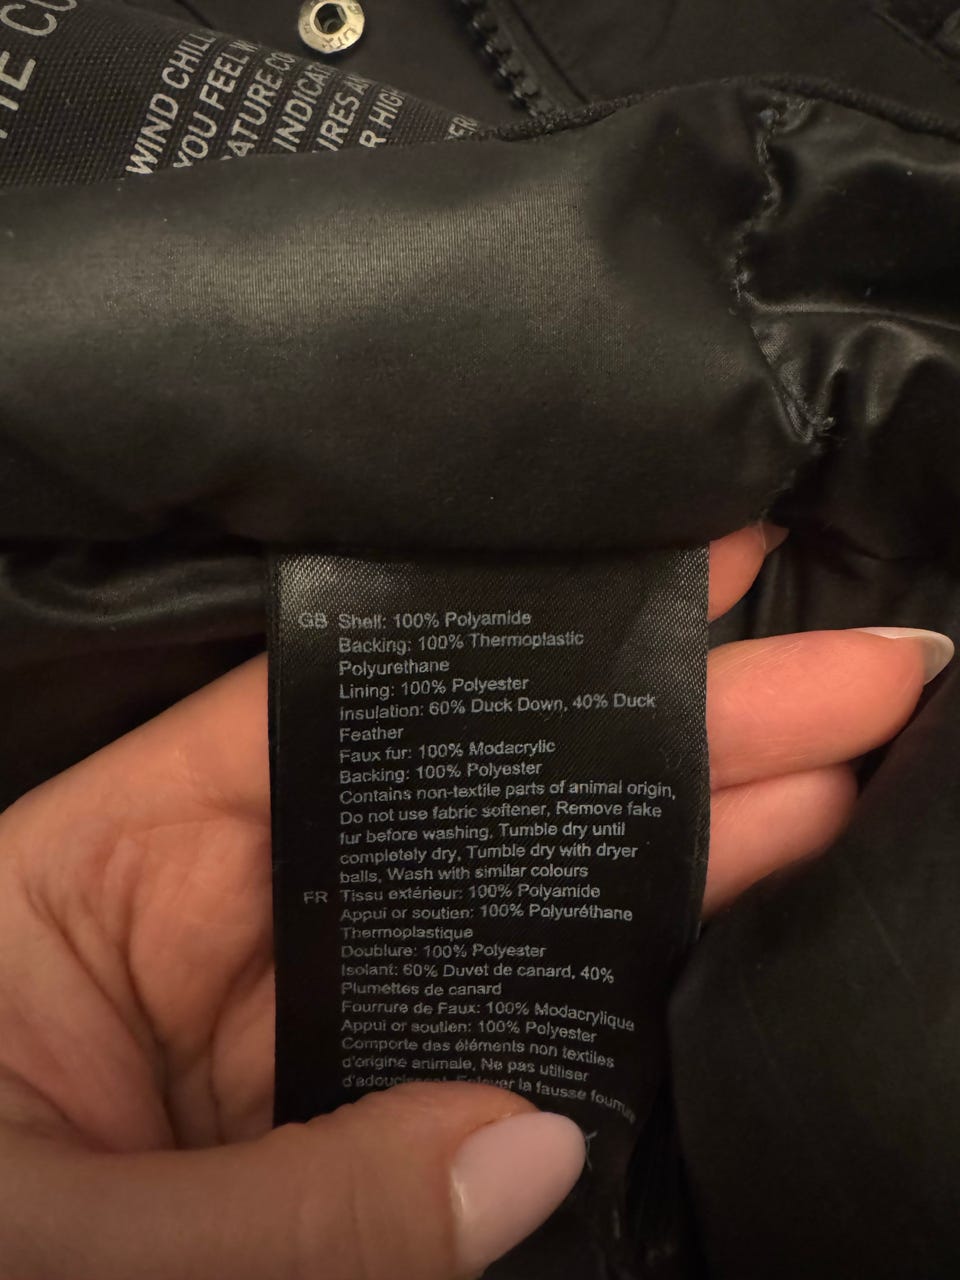 WIND CHILL
YOU FEEL W
ATURE CO
INDICAT
IRES A
R HIGH
ER
GB Shell: 100% Polyamide
Backing: 100% Thermoplastic
Polyurethane
Lining: 100% Polyester
Insulation: 60% Duck Down, 40% Duck
Feather
Faux fur: 100% Modacrylic
Backing: 100% Polyester
Contains non-textile parts of animal origin,
Do not use fabric softener, Remove fake
fur before washing, Tumble dry until
completely dry, Tumble dry with dryer
balls, Wash with similar colours
FR Tissu extérieur: 100% Polyamide
Appui or soutien: 100% Polyuréthane
Thermoplastique
Doublure: 100% Polyester
Isolant: 60% Duvet de canard, 40%
Plumettes de canard
Fourrure de Faux: 100% Modacrylique
Appui or soutien: 100% Polyester
Comporte des éléments non textiles
d'origine animale, Ne pas utiliser
la fausse fourrure